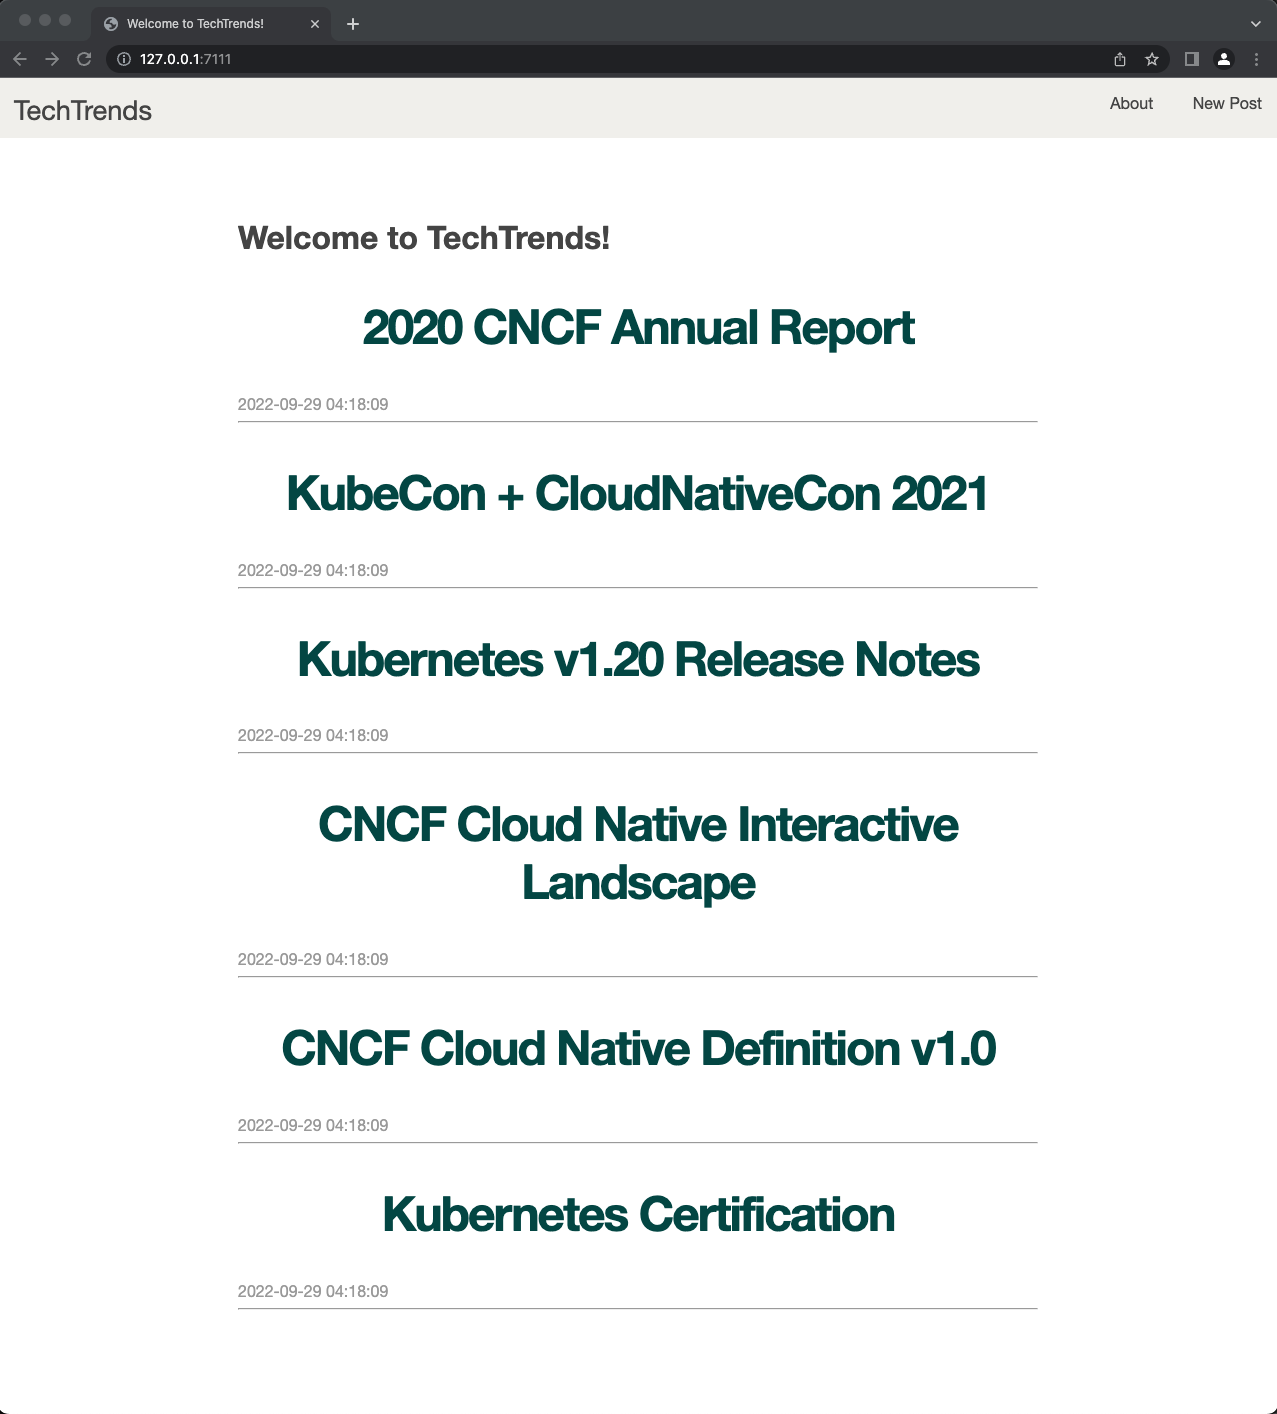 Welcome to TechTrends!
127.0.0.1:7111
TechTrends
About
New Post
Welcome to TechTrends!
2020 CNCF Annual Report
2022-09-29 04:18:09
KubeCon + CloudNativeCon 2021
2022-09-29 04:18:09
Kubernetes v1.20 Release Notes
2022-09-29 04:18:09
CNCF Cloud Native Interactive
Landscape
2022-09-29 04:18:09
CNCF Cloud Native Definition v1.0
2022-09-29 04:18:09
Kubernetes Certification
2022-09-29 04:18:09